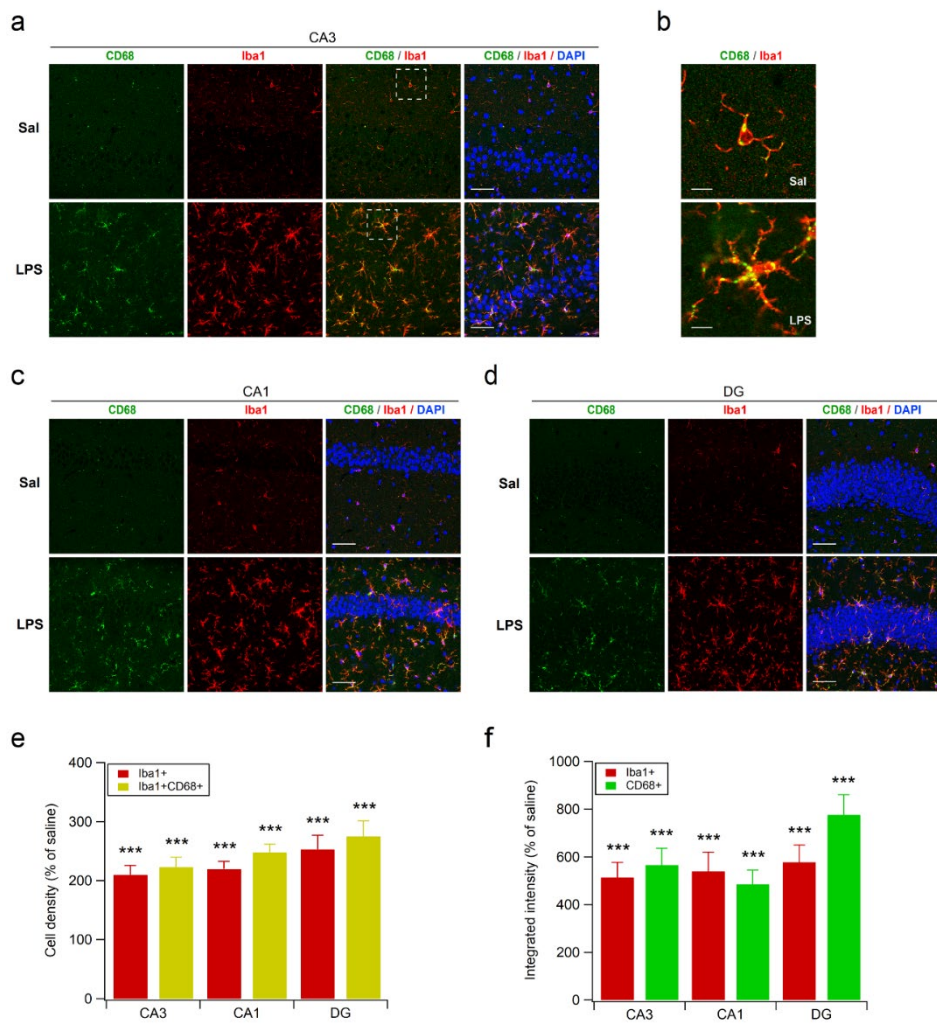 a
CA3
CD68
Iba1
CD68 / Iba1
CD68 / Iba1 / DAPI
Sal
LPS
b
CD68 / Iba1
Sal
LPS
c
CA1
CD68
Iba1
CD68 / Iba1 / DAPI
Sal
LPS
d
DG
CD68
Iba1
CD68 / Iba1 / DAPI
Sal
LPS
e
Cell density (% of saline)
400
300
200
100
0
Iba1+
Iba1+CD68+
*** *** *** *** *** ***
CA3 CA1 DG
f
Integrated intensity (% of saline)
1000
800
600
400
200
0
Iba1+
CD68+
*** *** *** *** *** ***
CA3 CA1 DG